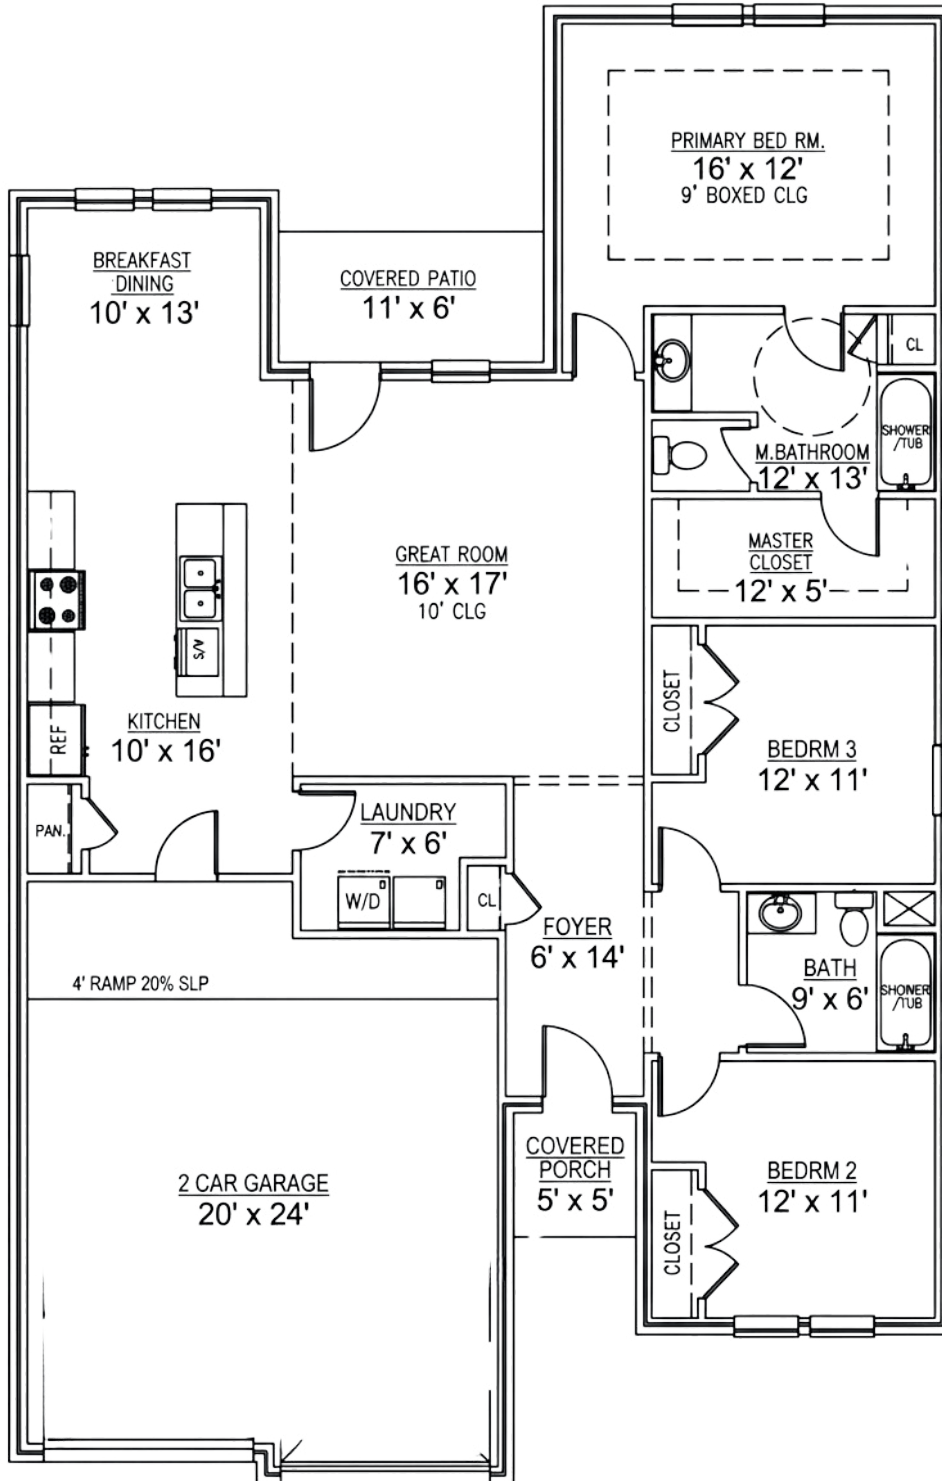 PRIMARY BED RM.
16' x 12'
9' BOXED CLG
BREAKFAST
DINING
10' x 13'
COVERED PATIO
11' x 6'
CL
SHOWER
/TUB
M.BATHROOM
12' x 13'
GREAT ROOM
16' x 17'
10' CLG
MASTER
CLOSET
12' x 5'
S/V
REF
KITCHEN
10' x 16'
CLOSET
BEDRM 3
12' x 11'
PAN.
LAUNDRY
7' x 6'
W/D
CL
FOYER
6' x 14'
BATH
9' x 6'
SHONER
/TUB
4' RAMP 20% SLP
2 CAR GARAGE
20' x 24'
COVERED
PORCH
5' x 5'
BEDRM 2
12' x 11'
CLOSET